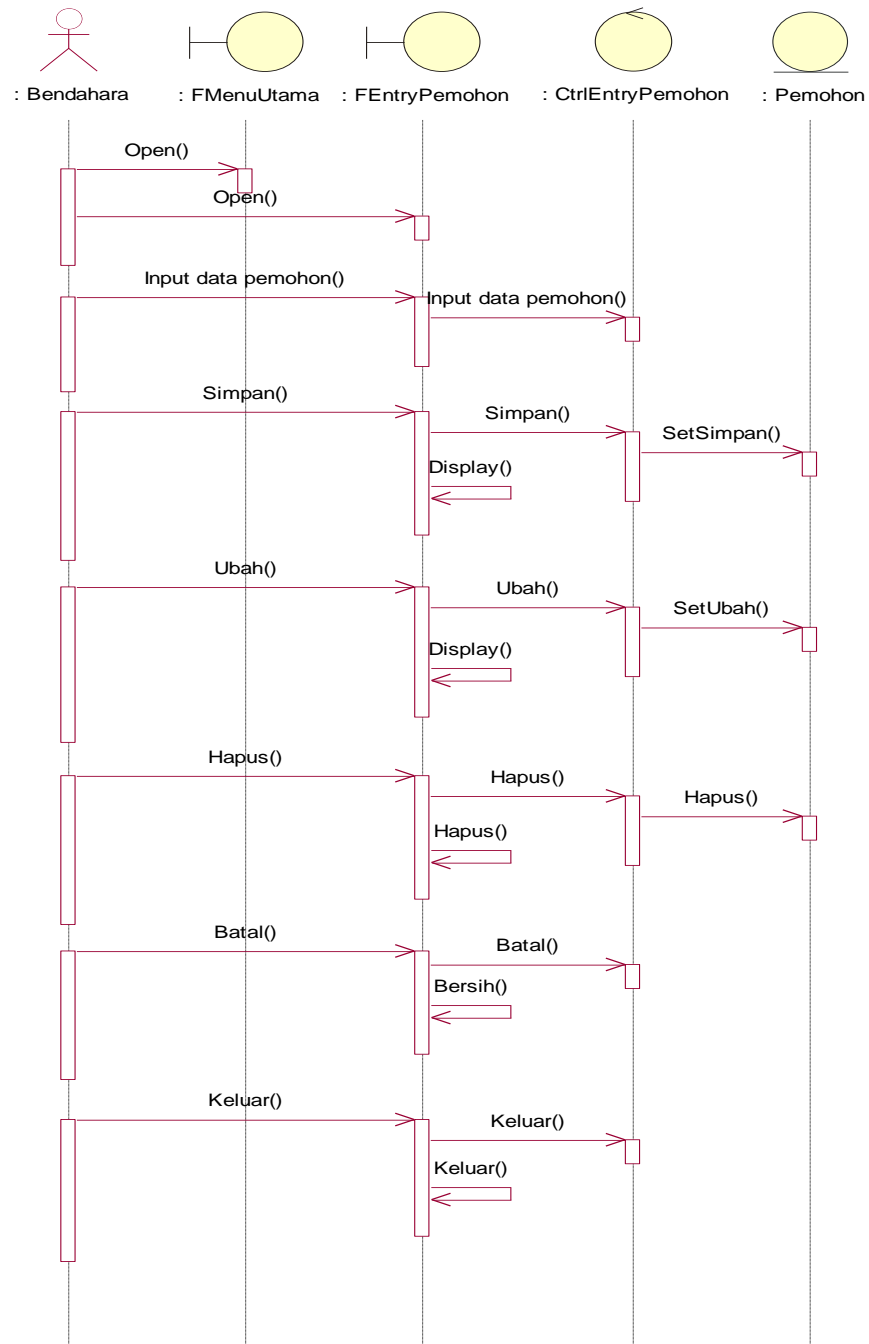 : Bendahara
: FMenuUtama
: FEntryPemohon
: CtrlEntryPemohon
: Pemohon
Open()
Open()
Input data pemohon()
Input data pemohon()
Simpan()
Simpan()
SetSimpan()
Display()
Ubah()
Ubah()
SetUbah()
Display()
Hapus()
Hapus()
Hapus()
Hapus()
Batal()
Batal()
Bersih()
Keluar()
Keluar()
Keluar()